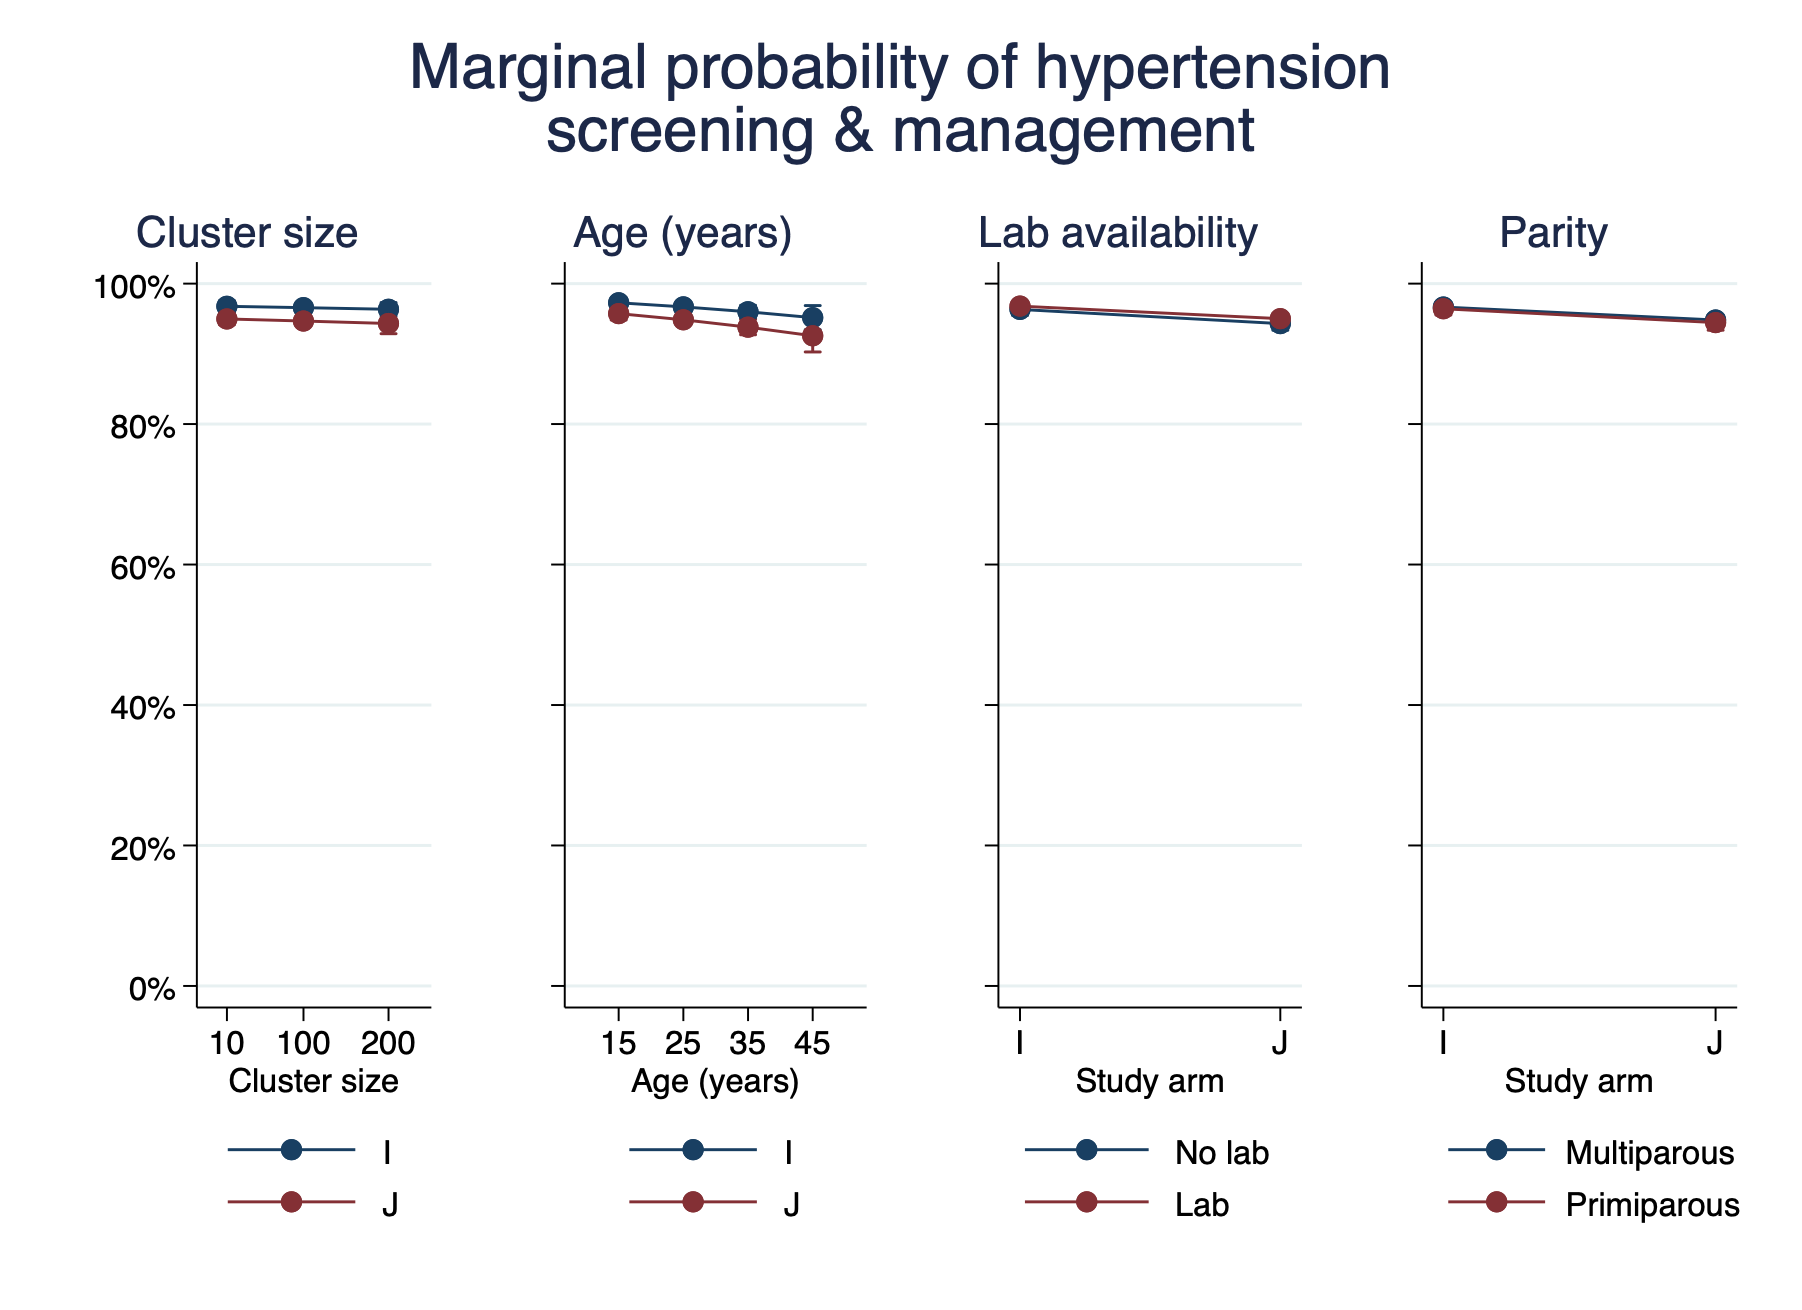 Marginal probability of hypertension
screening & management
Cluster size
100%
80%
60%
40%
20%
0%
10 100 200
Cluster size
I
J
Age (years)
15 25 35 45
Age (years)
I
J
Lab availability
I J
Study arm
No lab
Lab
Parity
I J
Study arm
Multiparous
Primiparous